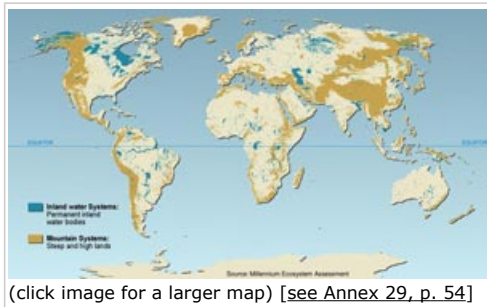 EQUATOR
EQUATOR
Inland water Systems:
Permanent inland
water bodies
Mountain Systems:
Steep and high lands
Source: Millennium Ecosystem Assessment
(click image for a larger map) [see Annex 29, p. 54]